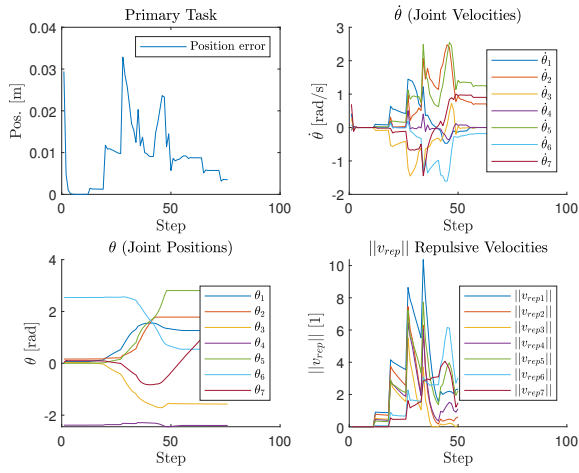 Primary Task
Pos. [m]
0.04
0.03
0.02
0.01
0
0
50
100
Step
Position error
θ̇ (Joint Velocities)
θ̇ [rad/s]
3
2
1
0
-1
-2
0
50
100
Step
θ̇1
θ̇2
θ̇3
θ̇4
θ̇5
θ̇6
θ̇7
θ (Joint Positions)
θ [rad]
4
2
0
-2
0
50
100
Step
θ1
θ2
θ3
θ4
θ5
θ6
θ7
||vrep|| Repulsive Velocities
||vrep|| [1]
10
8
6
4
2
0
0
50
100
Step
||vrep1||
||vrep2||
||vrep3||
||vrep4||
||vrep5||
||vrep6||
||vrep7||